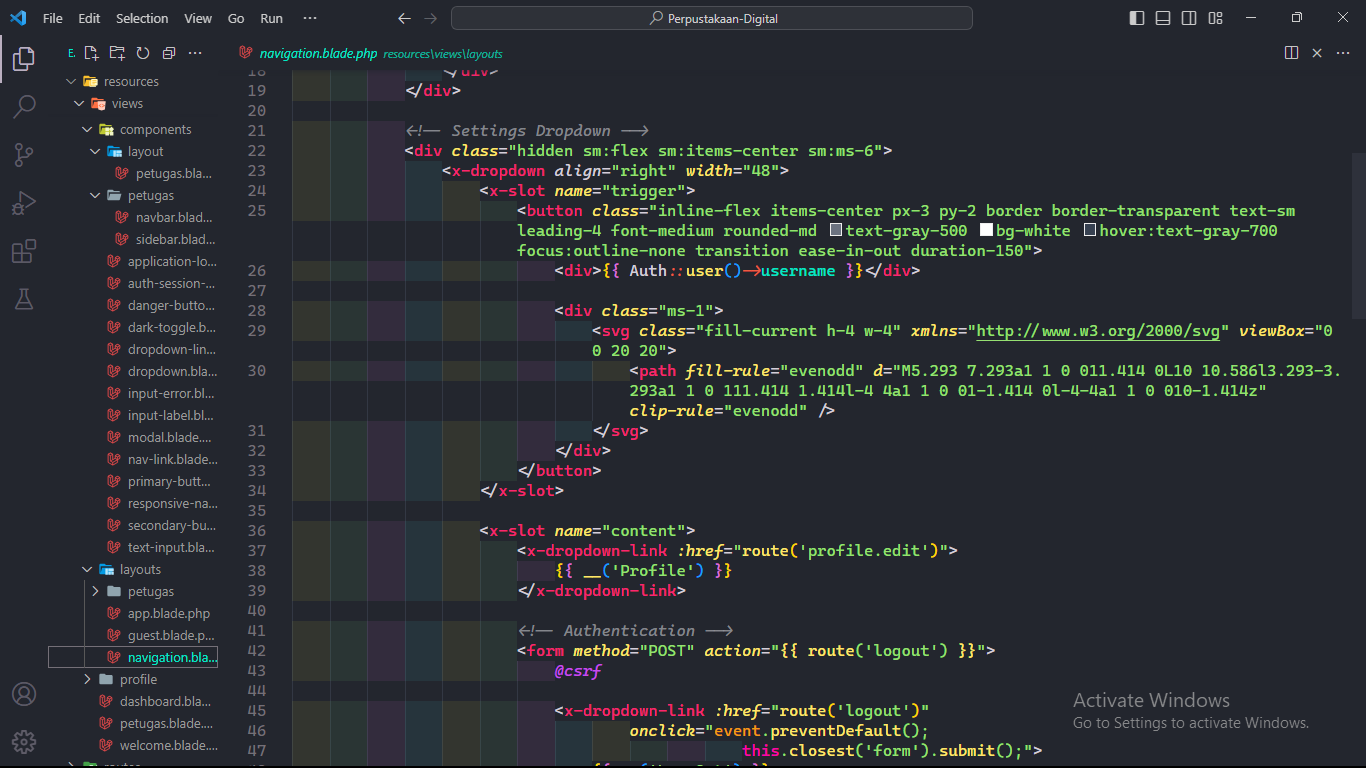 File Edit Selection View Go Run ··· Perpustakaan-Digital
E. navigation.blade.php resources\views\layouts
resources
views
components
layout
petugas.bla...
petugas
navbar.blad...
sidebar.blad...
application-lo...
auth-session-...
danger-butto...
dark-toggle.b...
dropdown-lin...
dropdown.bla...
input-error.bl...
input-label.bl...
modal.blade....
nav-link.blade...
primary-butt...
responsive-na...
secondary-bu...
text-input.bla...
layouts
petugas
app.blade.php
guest.blade.p...
navigation.bla...
profile
dashboard.bla...
petugas.blade....
welcome.blade....
routes
18 </div>
19 </div>
20
21 <!-- Settings Dropdown -->
22 <div class="hidden sm:flex sm:items-center sm:ms-6">
23 <x-dropdown align="right" width="48">
24 <x-slot name="trigger">
25 <button class="inline-flex items-center px-3 py-2 border border-transparent text-sm
leading-4 font-medium rounded-md text-gray-500 bg-white hover:text-gray-700
focus:outline-none transition ease-in-out duration-150">
26 <div>{{ Auth::user()->username }}</div>
27
28 <div class="ms-1">
29 <svg class="fill-current h-4 w-4" xmlns="http://www.w3.org/2000/svg" viewBox="0
0 20 20">
30 <path fill-rule="evenodd" d="M5.293 7.293a1 1 0 011.414 0L10 10.586l3.293-3.
293a1 1 0 111.414 1.414l-4 4a1 1 0 01-1.414 0l-4-4a1 1 0 010-1.414z"
clip-rule="evenodd" />
31 </svg>
32 </div>
33 </button>
34 </x-slot>
35
36 <x-slot name="content">
37 <x-dropdown-link :href="route('profile.edit')">
38 {{ __('Profile') }}
39 </x-dropdown-link>
40
41 <!-- Authentication -->
42 <form method="POST" action="{{ route('logout') }}">
43 @csrf
44
45 <x-dropdown-link :href="route('logout')"
46 onclick="event.preventDefault();
47 this.closest('form').submit();">
Activate Windows
Go to Settings to activate Windows.